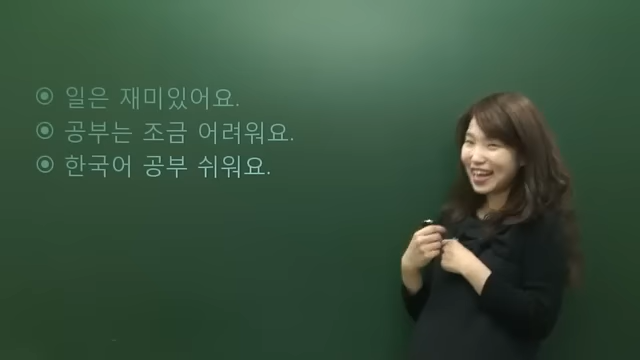 ◉ 일은 재미있어요.
◉ 공부는 조금 어려워요.
◉ 한국어 공부 쉬워요.